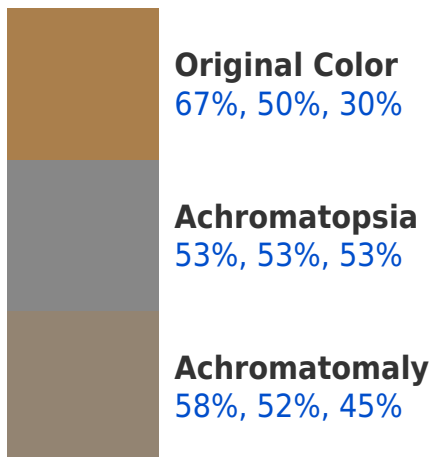 Original Color
67%, 50%, 30%
Achromatopsia
53%, 53%, 53%
Achromatomaly
58%, 52%, 45%